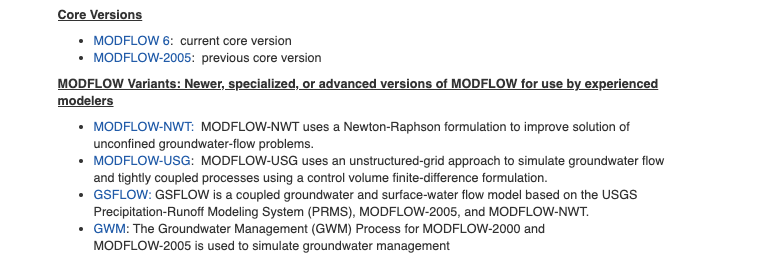 Core Versions
• MODFLOW 6:  current core version
• MODFLOW-2005:  previous core version
MODFLOW Variants: Newer, specialized, or advanced versions of MODFLOW for use by experienced
modelers
• MODFLOW-NWT:  MODFLOW-NWT uses a Newton-Raphson formulation to improve solution of
unconfined groundwater-flow problems.
• MODFLOW-USG:  MODFLOW-USG uses an unstructured-grid approach to simulate groundwater flow
and tightly coupled processes using a control volume finite-difference formulation.
• GSFLOW: GSFLOW is a coupled groundwater and surface-water flow model based on the USGS
Precipitation-Runoff Modeling System (PRMS), MODFLOW-2005, and MODFLOW-NWT.
• GWM: The Groundwater Management (GWM) Process for MODFLOW-2000 and
MODFLOW-2005 is used to simulate groundwater management